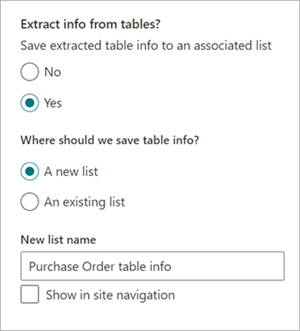 Extract info from tables?
Save extracted table info to an associated list
No
Yes
Where should we save table info?
A new list
An existing list
New list name
Purchase Order table info
Show in site navigation